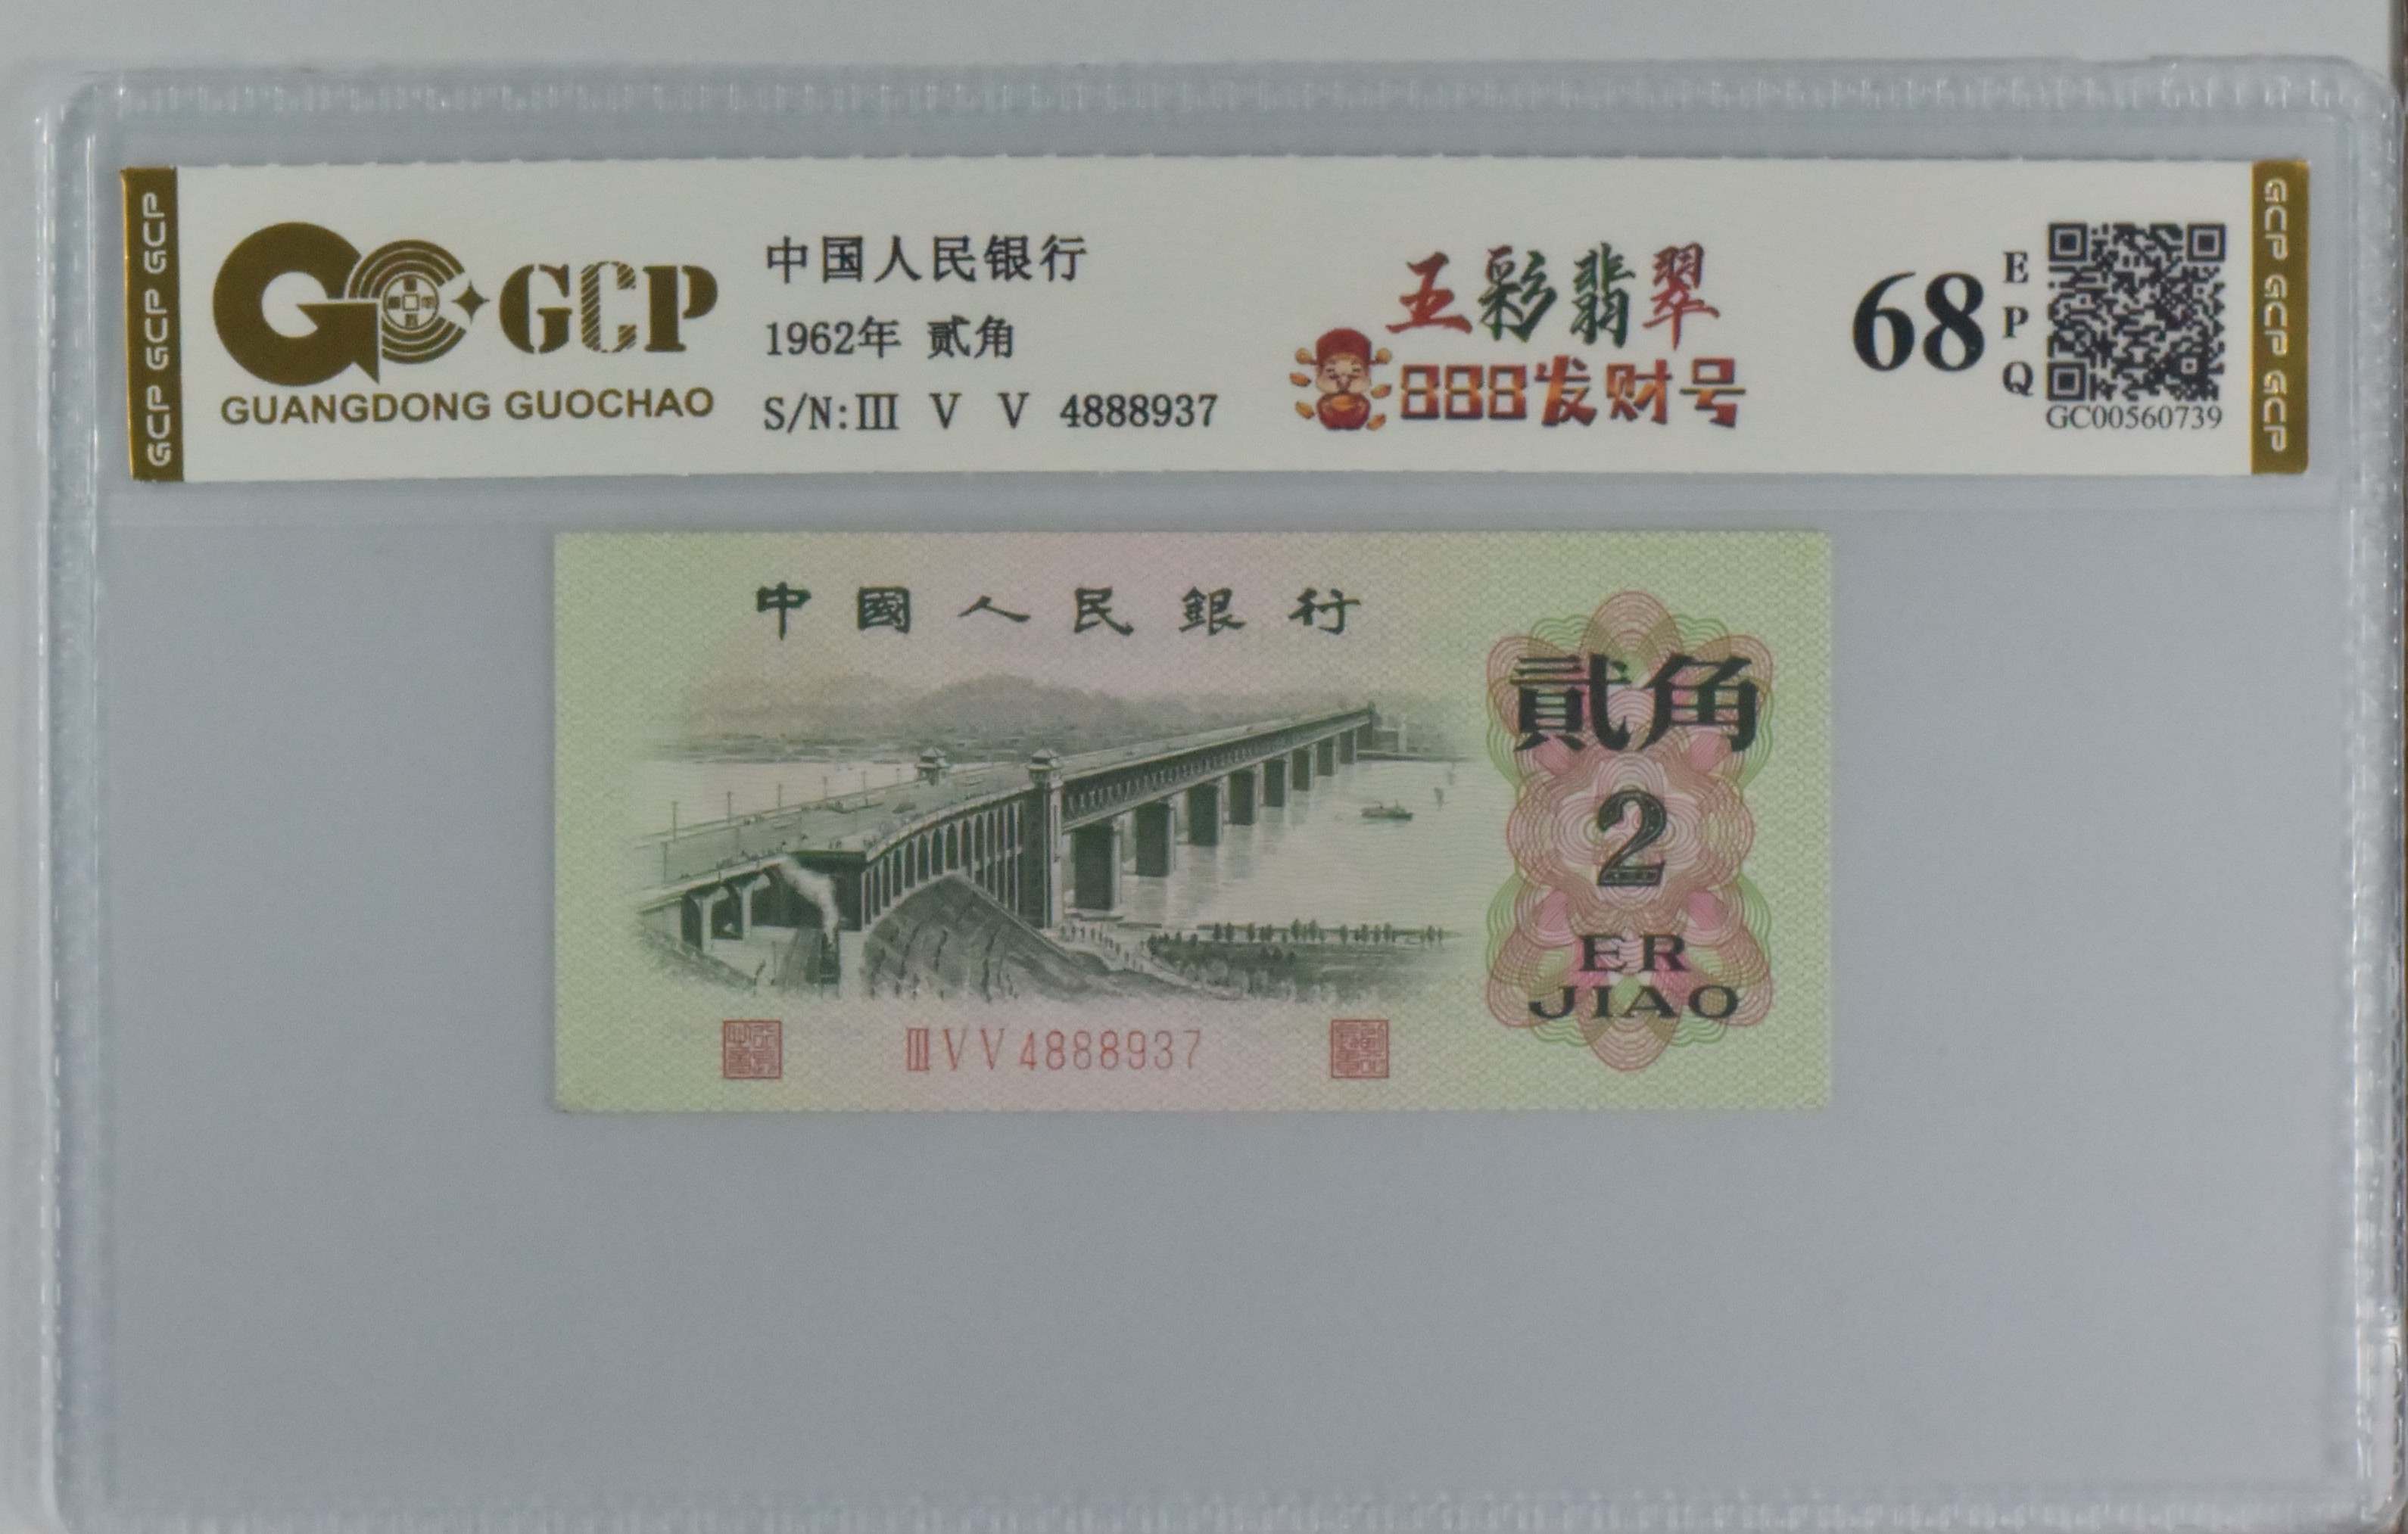 GCP GCP GCP
GCP
GUANGDONG GUOCHAO
中国人民银行
1962年 贰角
S/N:Ⅲ V V 4888937
五彩翡翠
888发财号
68
E
P
Q
GC00560739
GCP GCP GCP
中國人民銀行
貳角
2
ER
JIAO
ⅢVV4888937